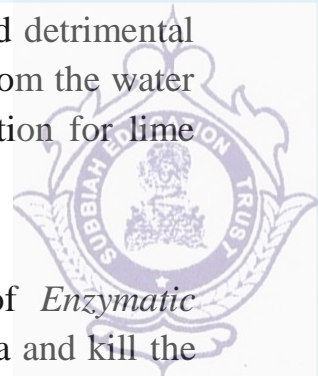 d detrimental
om the water
tion for lime
SUBBIAH EDUCATION TRUST
of Enzymatic
a and kill the